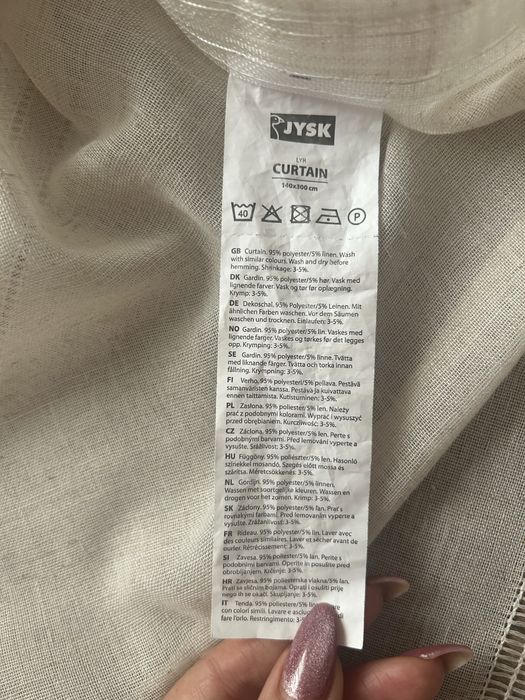 JYSK
LYR
CURTAIN
140x300 cm
40 P
GB Curtain. 95% polyester/5% linen. Wash
with similar colours. Wash and dry before
hemming. Shrinkage: 3-5%.
DK Gardin. 95% polyester/5% hør. Vask med
lignende farver. Vask og tør før oplægning.
Krymp: 3-5%.
DE Dekoschal. 95% Polyester/5% Leinen. Mit
ähnlichen Farben waschen. Vor dem Säumen
waschen und trocknen. Einlaufen: 3-5%.
NO Gardin. 95% polyester/5% lin. Vaskes med
lignende farger. Vaskes og tørkes før det legges
opp. Krymping: 3-5%.
SE Gardin. 95% polyester/5% linne. Tvätta
med liknande färger. Tvätta och torka innan
fållning. Krympning: 3-5%.
FI Verho. 95% polyesteri/5% pellava. Pestävä
samanväristen kanssa. Pestävä ja kuivattava
ennen taittamista. Kutistuminen: 3-5%.
PL Zasłona. 95% poliester/5% len. Należy
prać z podobnymi kolorami. Wyprać i wysuszyć
przed obrębianiem. Kurczliwość: 3-5%.
CZ Záclona. 95% polyester/5% len. Perte s
podobnými barvami. Před lemování vyperte a
vysušte. Sráživost: 3-5%.
HU Függöny. 95% poliészter/5% len. Hasonló
színekkel mosandó. Szegés előtt mossa és
szárítsa. Méretcsökkenés: 3-5%.
NL Gordijn. 95% polyester/5% linnen.
Wassen met soortgelijke kleuren. Wassen en
drogen voor het zomen. Krimp: 3-5%.
SK Záclony. 95% polyester/5% ľan. Prať s
rovnakými farbami. Pred lemovaním vyperte a
vysušte. Zrážanlivosť: 3-5%.
FR Rideau. 95% polyester/5% lin. Laver avec
des couleurs similaires. Laver et sécher avant de
ourler. Rétrécissement: 3-5%.
SI Zavesa. 95% poliester/5% lan. Perite s
podobnimi barvami. Operite in posušite pred
obrobljanjem. Krčenje: 3-5%.
HR Zavjesa. 95% poliesterska vlakna/5% lan.
Prati sa sličnim bojama. Oprati i osušiti prije
nego ih se okači. Skupljanje: 3-5%.
IT Tenda. 95% poliestere/5%
con colori simili. Lavare e
fare l'orlo. Restringimento: